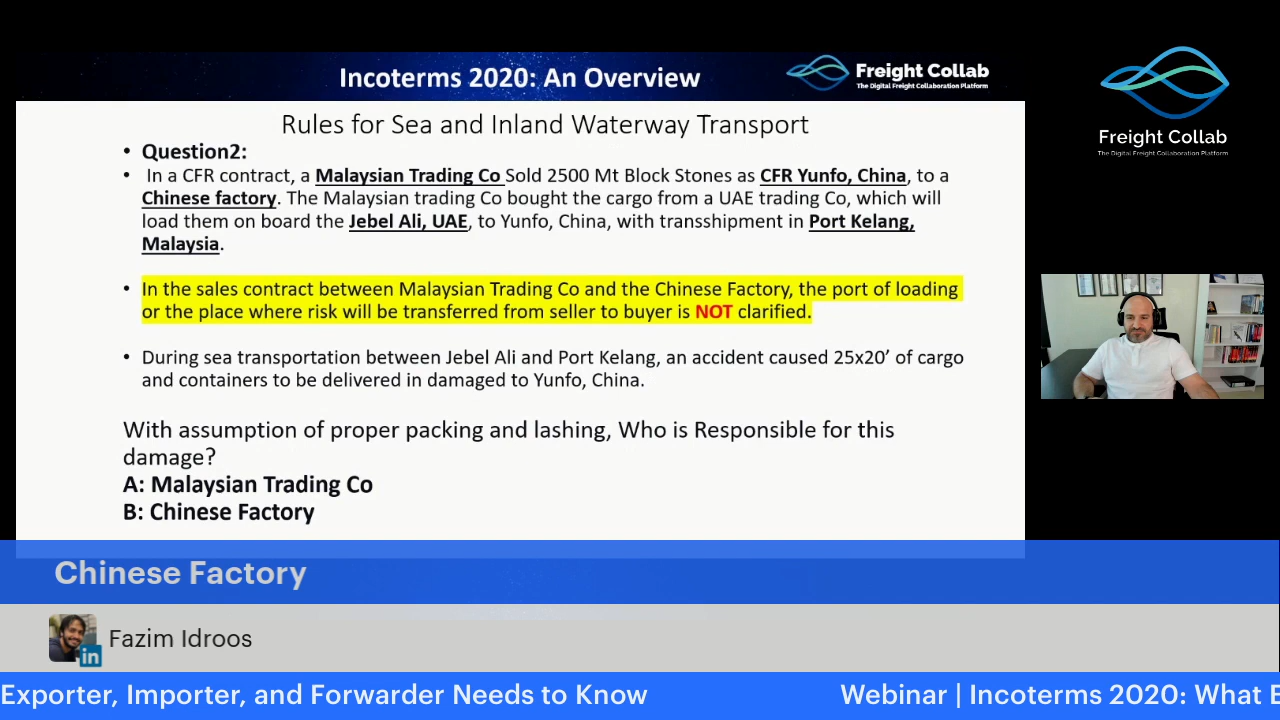 Incoterms 2020: An Overview
Freight Collab
The Digital Freight Collaboration Platform
Freight Collab
The Digital Freight Collaboration Platform
Rules for Sea and Inland Waterway Transport
• Question2:
• In a CFR contract, a Malaysian Trading Co Sold 2500 Mt Block Stones as CFR Yunfo, China, to a
Chinese factory. The Malaysian trading Co bought the cargo from a UAE trading Co, which will
load them on board the Jebel Ali, UAE, to Yunfo, China, with transshipment in Port Kelang,
Malaysia.
• In the sales contract between Malaysian Trading Co and the Chinese Factory, the port of loading
or the place where risk will be transferred from seller to buyer is NOT clarified.
• During sea transportation between Jebel Ali and Port Kelang, an accident caused 25x20’ of cargo
and containers to be delivered in damaged to Yunfo, China.
With assumption of proper packing and lashing, Who is Responsible for this
damage?
A: Malaysian Trading Co
B: Chinese Factory
Chinese Factory
Fazim Idroos
in
Exporter, Importer, and Forwarder Needs to Know Webinar | Incoterms 2020: What E